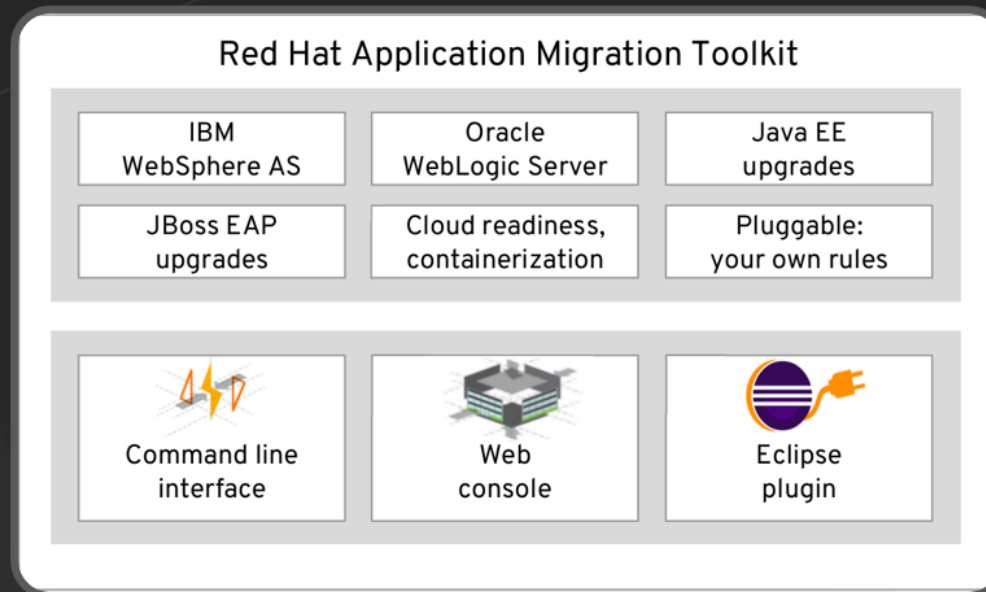 Red Hat Application Migration Toolkit
IBM
WebSphere AS
Oracle
WebLogic Server
Java EE
upgrades
JBoss EAP
upgrades
Cloud readiness,
containerization
Pluggable:
your own rules
Command line
interface
Web
console
Eclipse
plugin